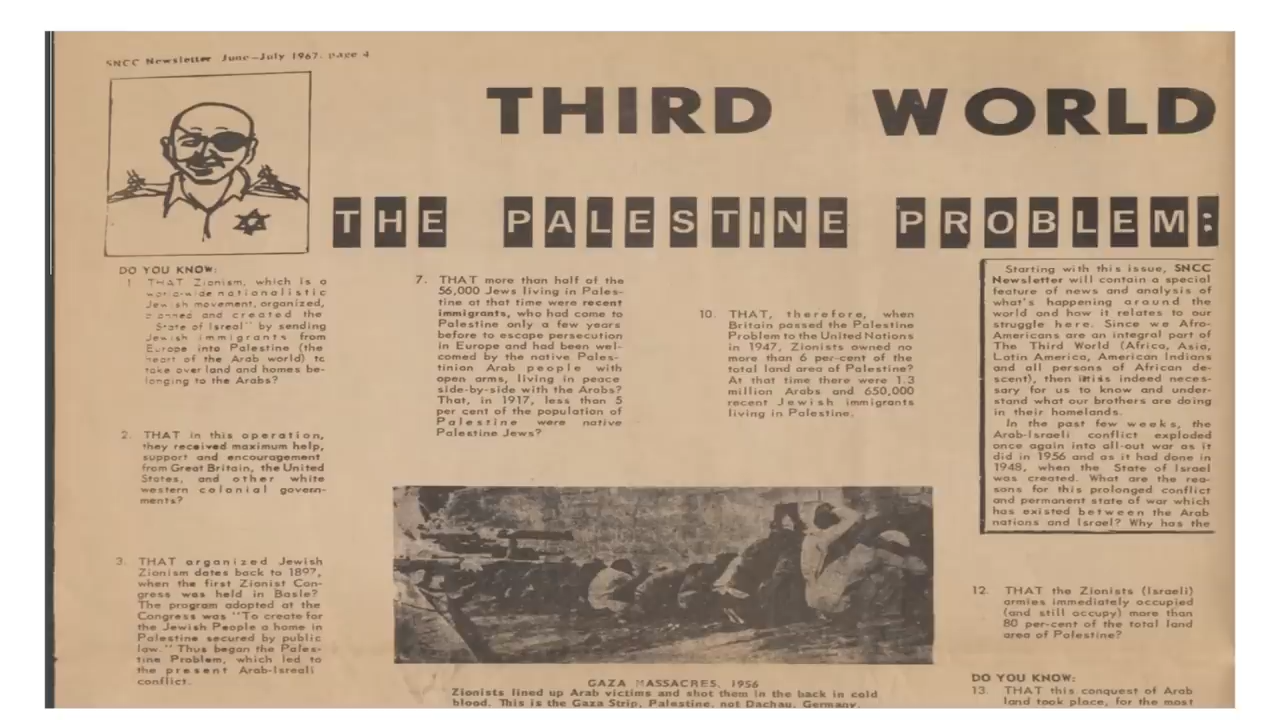 SNCC Newsletter June-July 1967. page 4
THIRD WORLD
THE PALESTINE PROBLEM:
DO YOU KNOW:
1 THAT Zionism, which is a
world-wide nationalistic
Jewish movement, organized,
planned and created the
"State of Isreal" by sending
Jewish immigrants from
Europe into Palestine (the
heart of the Arab world) to
take over land and homes be-
longing to the Arabs?
2. THAT in this operation,
they received maximum help,
support and encouragement
from Great Britain, the United
States, and other white
western colonial govern-
ments?
3. THAT organized Jewish
Zionism dates back to 1897,
when the first Zionist Con-
gress was held in Basle?
The program adopted at the
Congress was "To create for
the Jewish People a home in
Palestine secured by public
law." Thus began the Pales-
tine Problem, which led to
the present Arab-Isreali
conflict.
7. THAT more than half of the
56,000 Jews living in Pales-
tine at that time were recent
immigrants, who had come to
Palestine only a few years
before to escape persecution
in Europe and had been wel-
comed by the native Pales-
tinian Arab people with
open arms, living in peace
side-by-side with the Arabs?
That, in 1917, less than 5
per cent of the population of
Palestine were native
Palestine Jews?
GAZA MASSACRES, 1956
Zionists lined up Arab victims and shot them in the back in cold
blood. This is the Gaza Strip, Palestine, not Dachau, Germany.
10. THAT, therefore, when
Britain passed the Palestine
Problem to the United Nations
in 1947, Zionists owned no
more than 6 per-cent of the
total land area of Palestine?
At that time there were 1.3
million Arabs and 650,000
recent Jewish immigrants
living in Palestine.
Starting with this issue, SNCC
Newsletter will contain a special
feature of news and analysis of
what's happening around the
world and how it relates to our
struggle here. Since we Afro-
Americans are an integral part of
The Third World (Africa, Asia,
Latin America, American Indians
and all persons of African de-
scent), then it is indeed neces-
sary for us to know and under-
stand what our brothers are doing
in their homelands.
In the past few weeks, the
Arab-Israeli conflict exploded
once again into all-out war as it
did in 1956 and as it had done in
1948, when the State of Israel
was created. What are the rea-
sons for this prolonged conflict
and permanent state of war which
has existed between the Arab
nations and Israel? Why has the
12. THAT the Zionists (Israeli)
armies immediately occupied
(and still occupy) more than
80 per-cent of the total land
area of Palestine?
DO YOU KNOW:
13. THAT this conquest of Arab
land took place, for the most